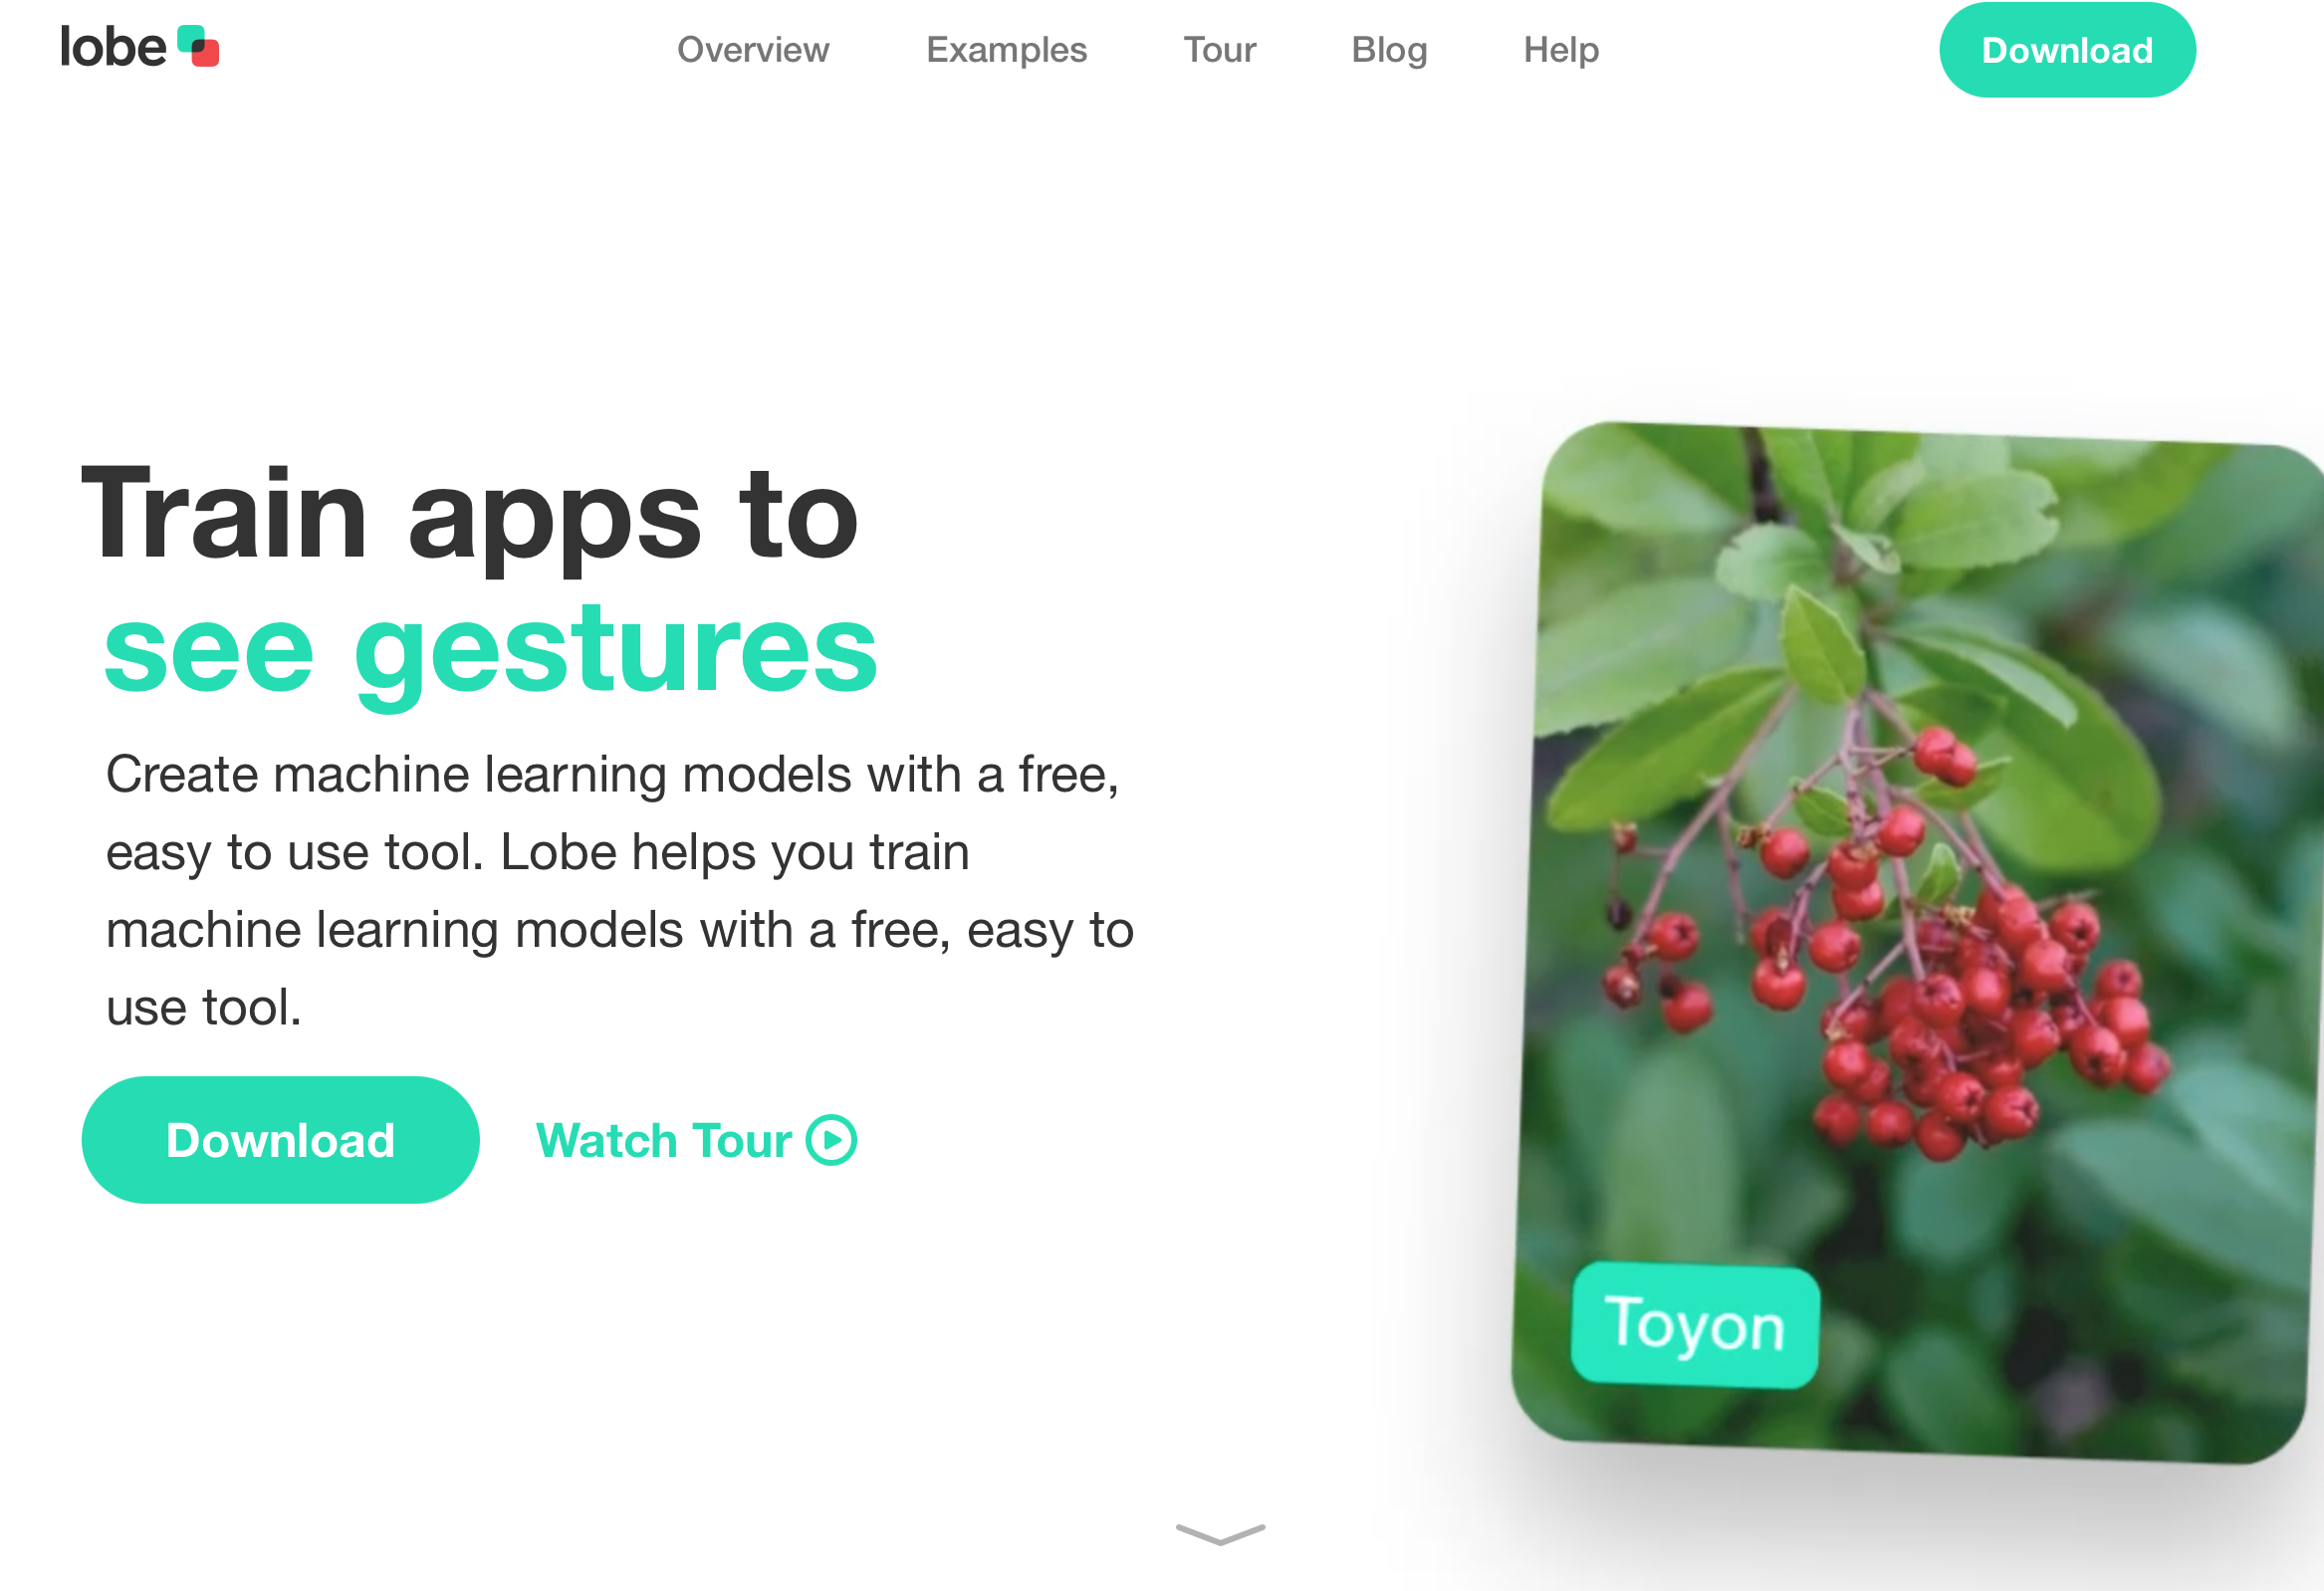 lobe
Overview Examples Tour Blog Help
Download
Train apps to
see gestures
Create machine learning models with a free,
easy to use tool. Lobe helps you train
machine learning models with a free, easy to
use tool.
Download Watch Tour
Toyon